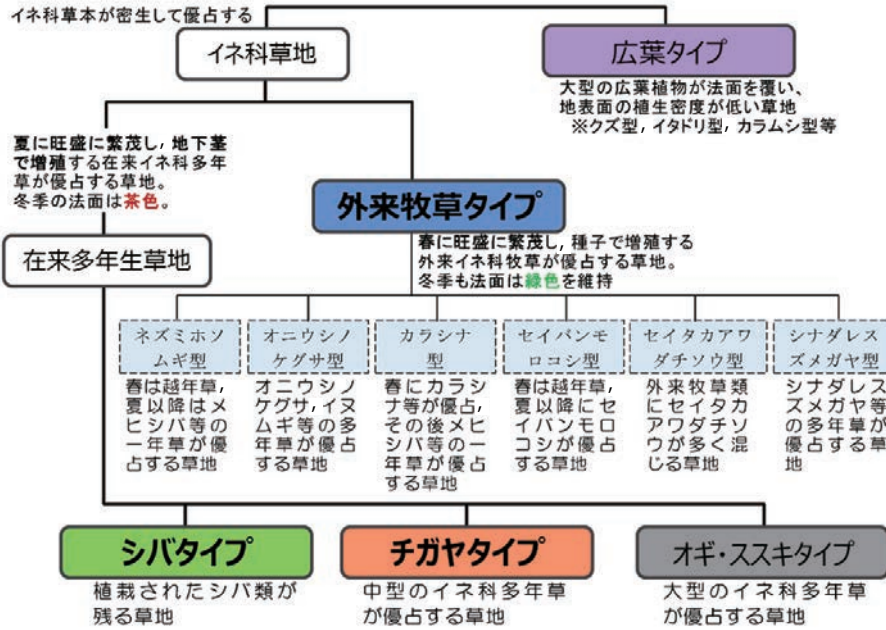 イネ科草本が密生して優占する
イネ科草地
広葉タイプ
大型の広葉植物が法面を覆い、
地表面の植生密度が低い草地
※クズ型,イタドリ型,カラムシ型等
夏に旺盛に繁茂し,地下茎
で増殖する在来イネ科多年
草が優占する草地。
冬季の法面は茶色。
外来牧草タイプ
春に旺盛に繁茂し,種子で増殖する
外来イネ科牧草が優占する草地。
冬季も法面は緑色を維持
在来多年生草地
ネズミホソ
ムギ型
春は越年草,
夏以降はメ
ヒシバ等の
一年草が優
占する草地
オニウシノ
ケグサ型
オニウシノ
ケグサ,イヌ
ムギ等の多
年草が優占
する草地
カラシナ
型
春にカラシ
ナ等が優占,
その後メヒ
シバ等の一
年草が優占
する草地
セイバンモ
ロコシ型
春は越年草,
夏以降にセ
イバンモロ
コシが優占
する草地
セイタカアワ
ダチソウ型
外来牧草類
にセイタカ
アワダチソ
ウが多く混
じる草地
シナダレス
ズメガヤ型
シナダレス
ズメガヤ等
の多年草が
優占する草
地
シバタイプ
植栽されたシバ類が
残る草地
チガヤタイプ
中型のイネ科多年草
が優占する草地
オギ・ススキタイプ
大型のイネ科多年草
が優占する草地